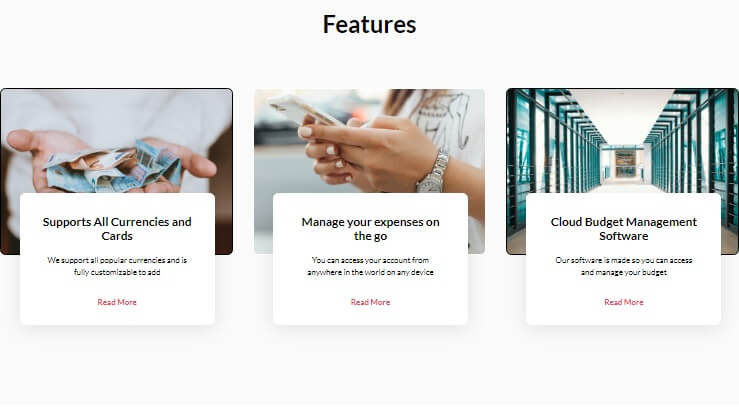 Features
Supports All Currencies and
Cards
We support all popular currencies and is
fully customizable to add
Read More
Manage your expenses on
the go
You can access your account from
anywhere in the world on any device
Read More
Cloud Budget Management
Software
Our software is made so you can access
and manage your budget
Read More